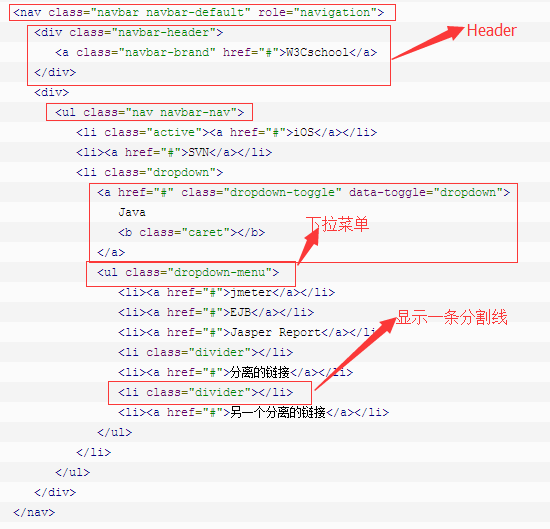 <nav class="navbar navbar-default" role="navigation">
<div class="navbar-header">
Header
<a class="navbar-brand" href="#">W3Cschool</a>
</div>
<div>
<ul class="nav navbar-nav">
<li class="active"><a href="#">iOS</a></li>
<li><a href="#">SVN</a></li>
<li class="dropdown">
<a href="#" class="dropdown-toggle" data-toggle="dropdown">
Java
下拉菜单
<b class="caret"></b>
</a>
<ul class="dropdown-menu">
<li><a href="#">jmeter</a></li>
<li><a href="#">EJB</a></li>
显示一条分割线
<li><a href="#">Jasper Report</a></li>
<li class="divider"></li>
<li><a href="#">分离的链接</a></li>
<li class="divider"></li>
<li><a href="#">另一个分离的链接</a></li>
</ul>
</li>
</ul>
</div>
</nav>